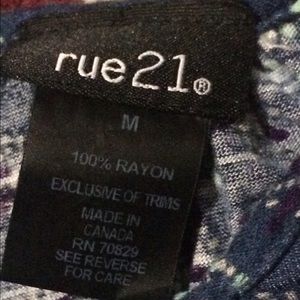 rue21®
M
100% RAYON
EXCLUSIVE OF TRIMS
MADE IN
CANADA
RN 70829
SEE REVERSE
FOR CARE